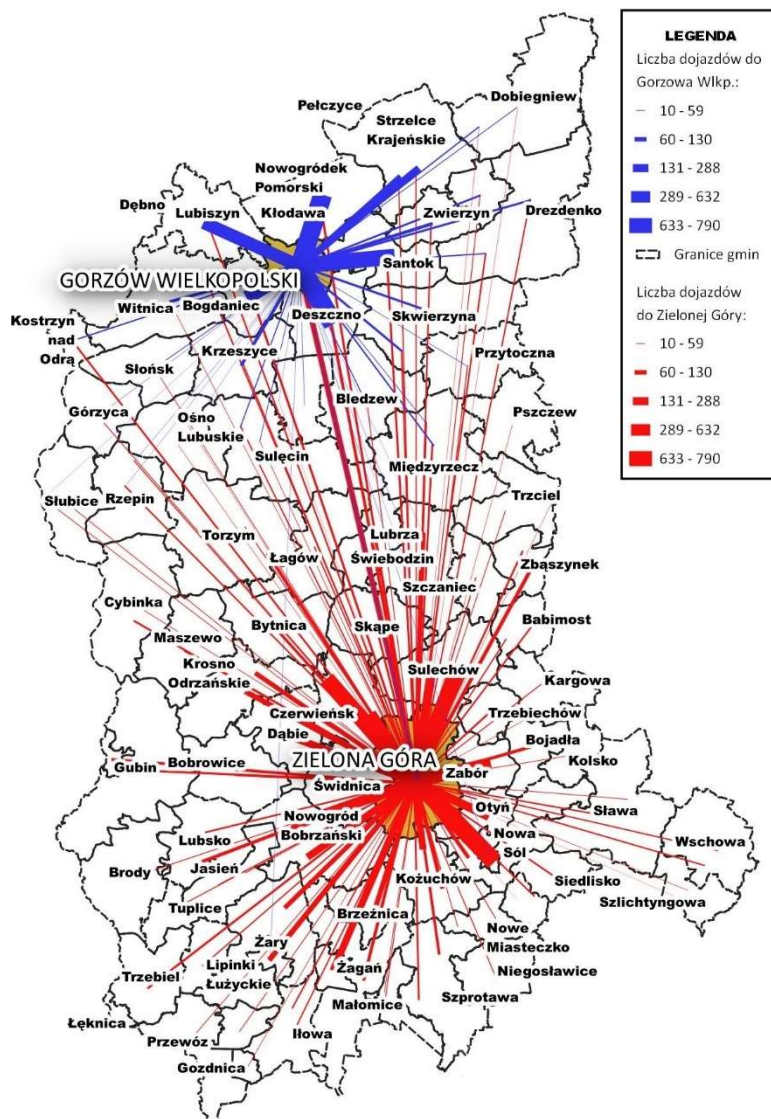 LEGENDA
Liczba dojazdów do
Gorzowa Wlkp.:
10 - 59
60 - 130
131 - 288
289 - 632
633 - 790
Granice gmin
Liczba dojazdów
do Zielonej Góry:
10 - 59
60 - 130
131 - 288
289 - 632
633 - 790
Dobiegniew
Pełczyce
Strzelce
Krajeńskie
Nowogródek
Pomorski
Dębno
Lubiszyn
Kłodawa
Zwierzyn
Drezdenko
Santok
GORZÓW WIELKOPOLSKI
Witnica
Bogdaniec
Deszczno
Skwierzyna
Kostrzyn
nad
Odrą
Krzeszyce
Słońsk
Przytoczna
Górzyca
Ośno
Lubuskie
Bledzew
Pszczew
Sulęcin
Międzyrzecz
Słubice
Rzepin
Trzciel
Torzym
Łagów
Lubrza
Świebodzin
Zbąszynek
Szczaniec
Cybinka
Maszewo
Bytnica
Skąpe
Babimost
Krosno
Odrzańskie
Sulechów
Kargowa
Czerwieńsk
Trzebiechów
Dąbie
Bojadła
ZIELONA GÓRA
Gubin
Bobrowice
Zabór
Kolsko
Świdnica
Otyń
Sława
Nowogród
Bobrzański
Nowa
Sól
Wschowa
Lubsko
Brody
Jasień
Kożuchów
Siedlisko
Szlichtyngowa
Tuplice
Brzeźnica
Nowe
Miasteczko
Żary
Trzebiel
Lipinki
Łużyckie
Żagań
Niegosławice
Małomice
Szprotawa
Łęknica
Przewóz
Iłowa
Gozdnica